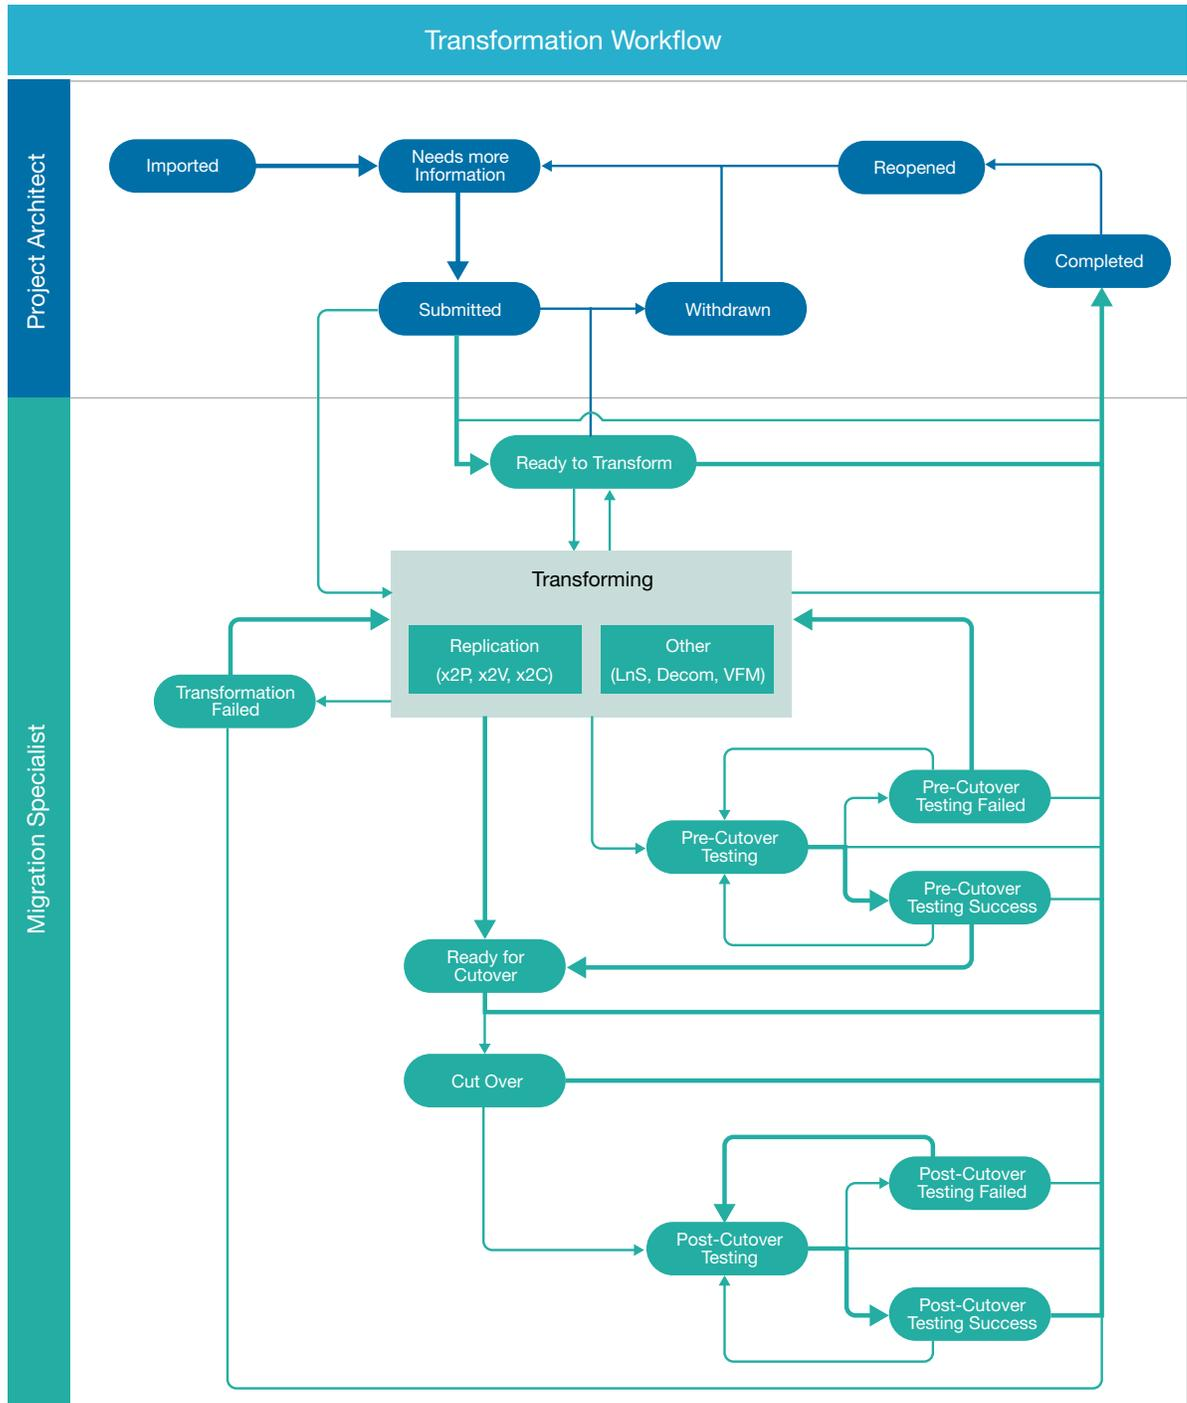 Transformation Workflow
Project Architect
Imported
Needs more
Information
Reopened
Completed
Submitted
Withdrawn
Migration Specialist
Ready to Transform
Transforming
Replication
(x2P, x2V, x2C)
Other
(LnS, Decom, VFM)
Transformation
Failed
Pre-Cutover
Testing Failed
Pre-Cutover
Testing
Pre-Cutover
Testing Success
Ready for
Cutover
Cut Over
Post-Cutover
Testing Failed
Post-Cutover
Testing
Post-Cutover
Testing Success